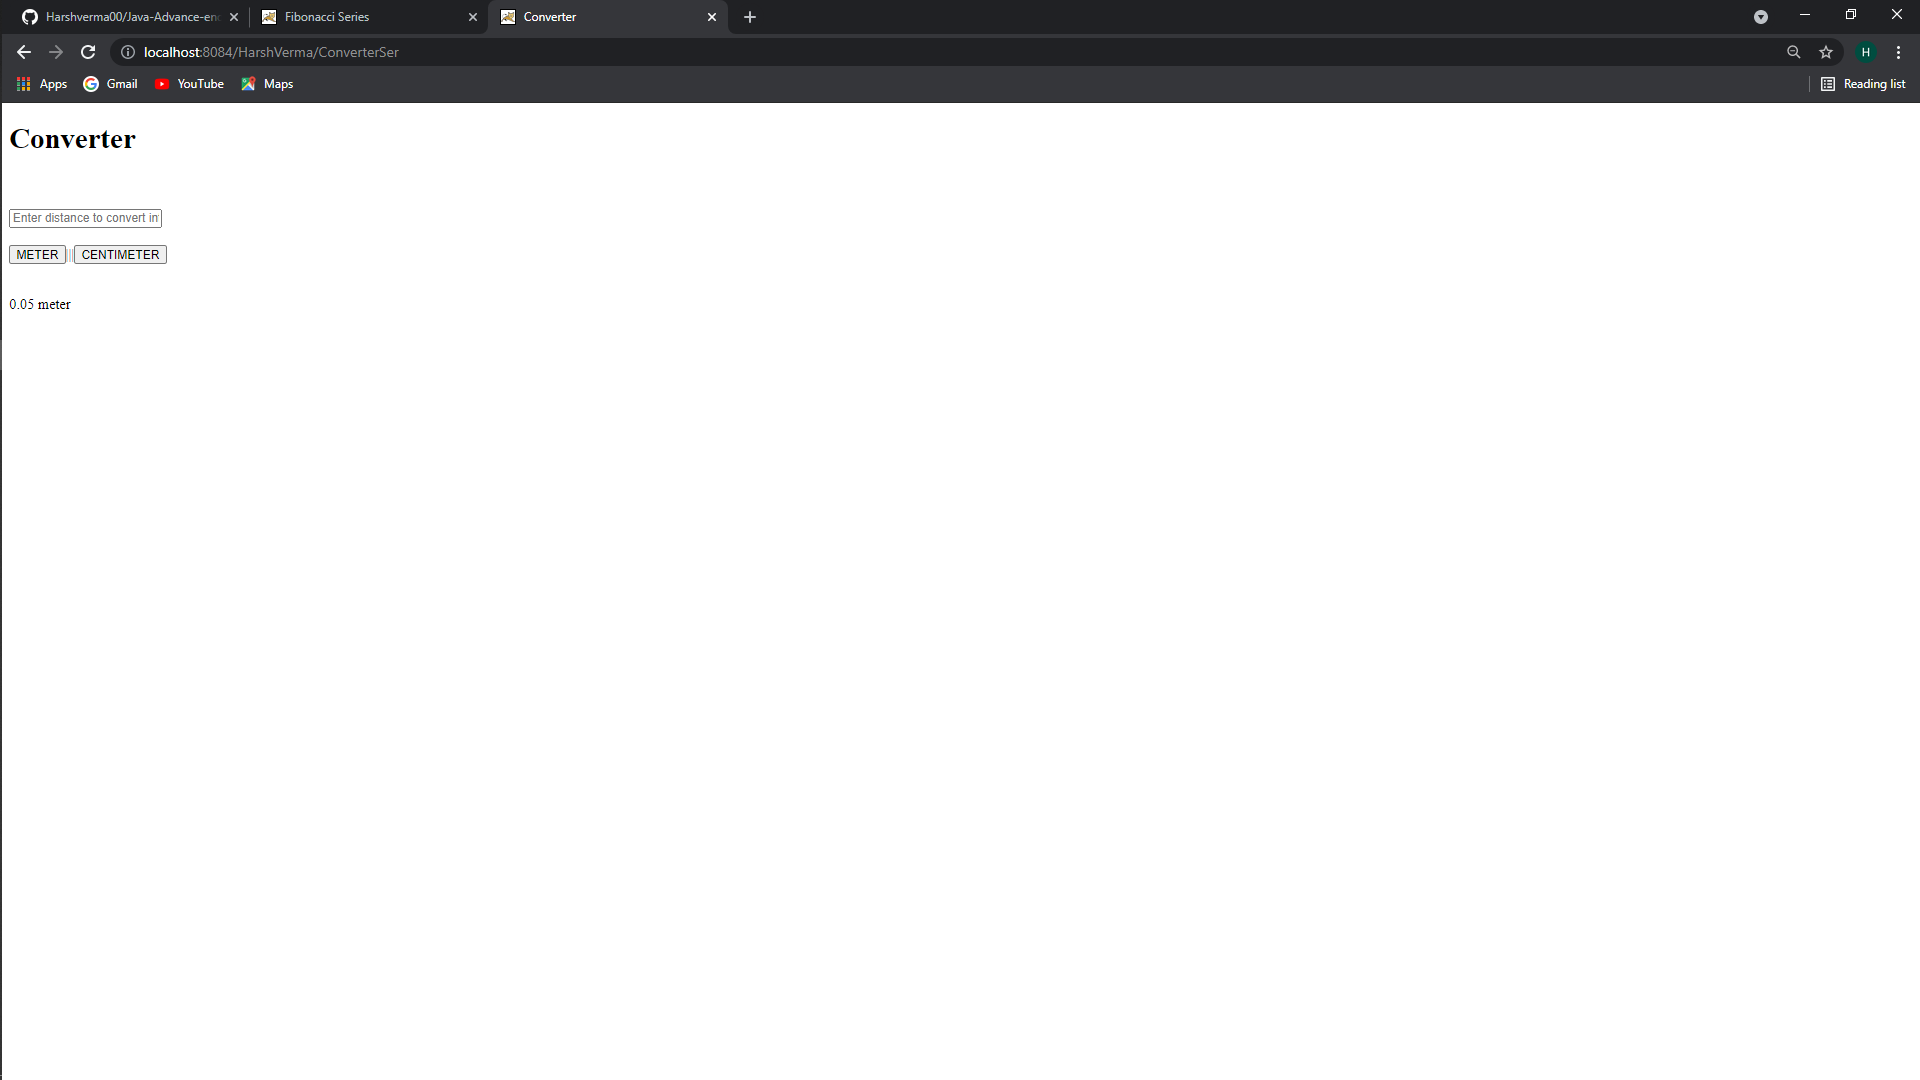 Harshverma00/Java-Advance-en
Fibonacci Series
Converter
localhost:8084/HarshVerma/ConverterSer
H
Apps
Gmail
YouTube
Maps
Reading list
Converter
Enter distance to convert in
METER|||CENTIMETER
0.05 meter